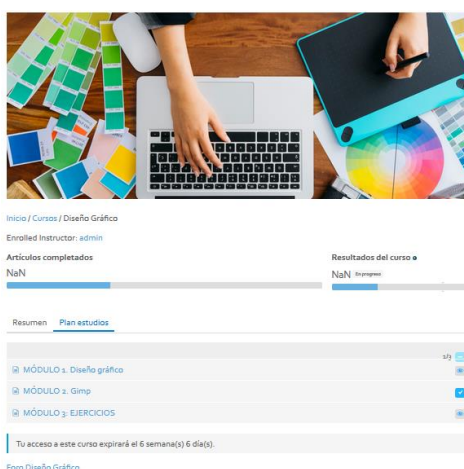 Inicio / Cursos / Diseño Gráfico
Enrolled Instructor: admin
Artículos completados
NaN
Resultados del curso
NaN En progreso
Resumen Plan estudios
1/3
MÓDULO 1. Diseño gráfico
MÓDULO 2. Gimp
MÓDULO 3: EJERCICIOS
Tu acceso a este curso expirará el 6 semana(s) 6 día(s).
Foro Diseño Gráfico